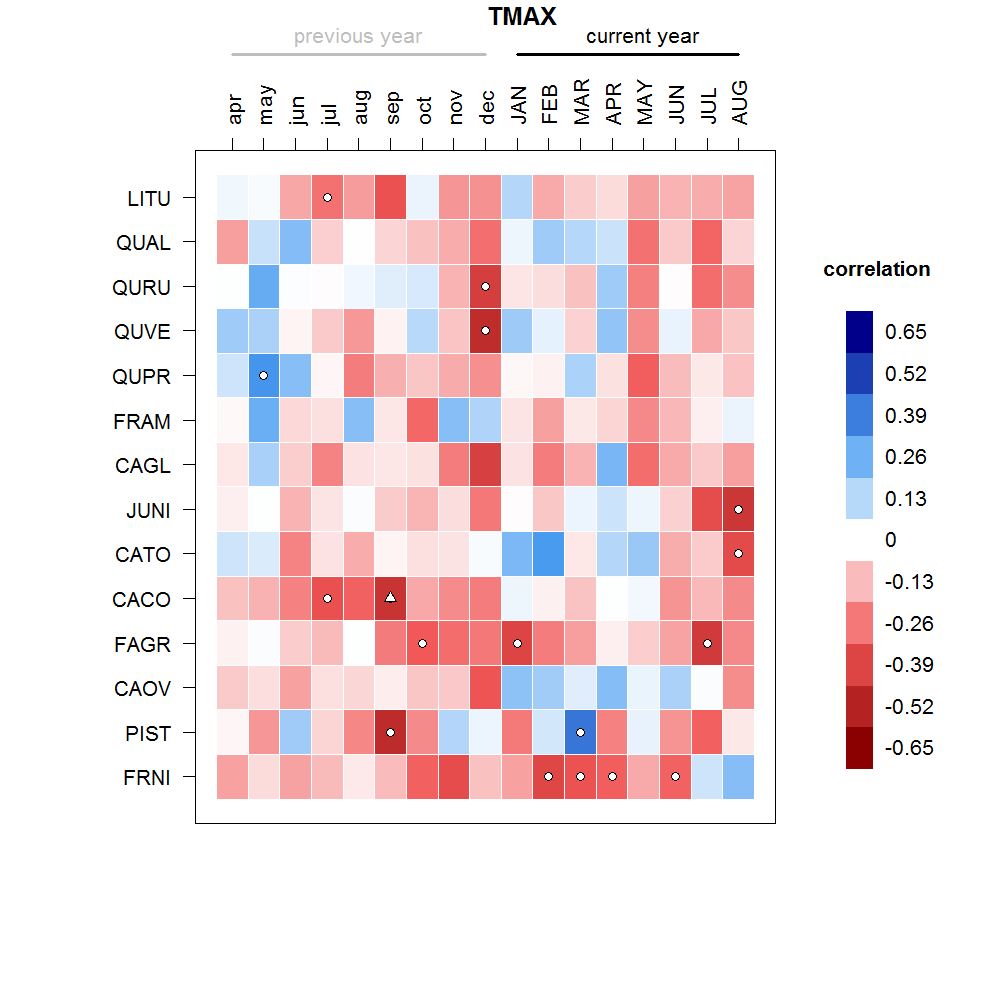 TMAX
previous year current year
apr may jun jul aug sep oct nov dec JAN FEB MAR APR MAY JUN JUL AUG
LITU
QUAL
QURU
QUVE
QUPR
FRAM
CAGL
JUNI
CATO
CACO
FAGR
CAOV
PIST
FRNI
correlation
0.65
0.52
0.39
0.26
0.13
0
-0.13
-0.26
-0.39
-0.52
-0.65